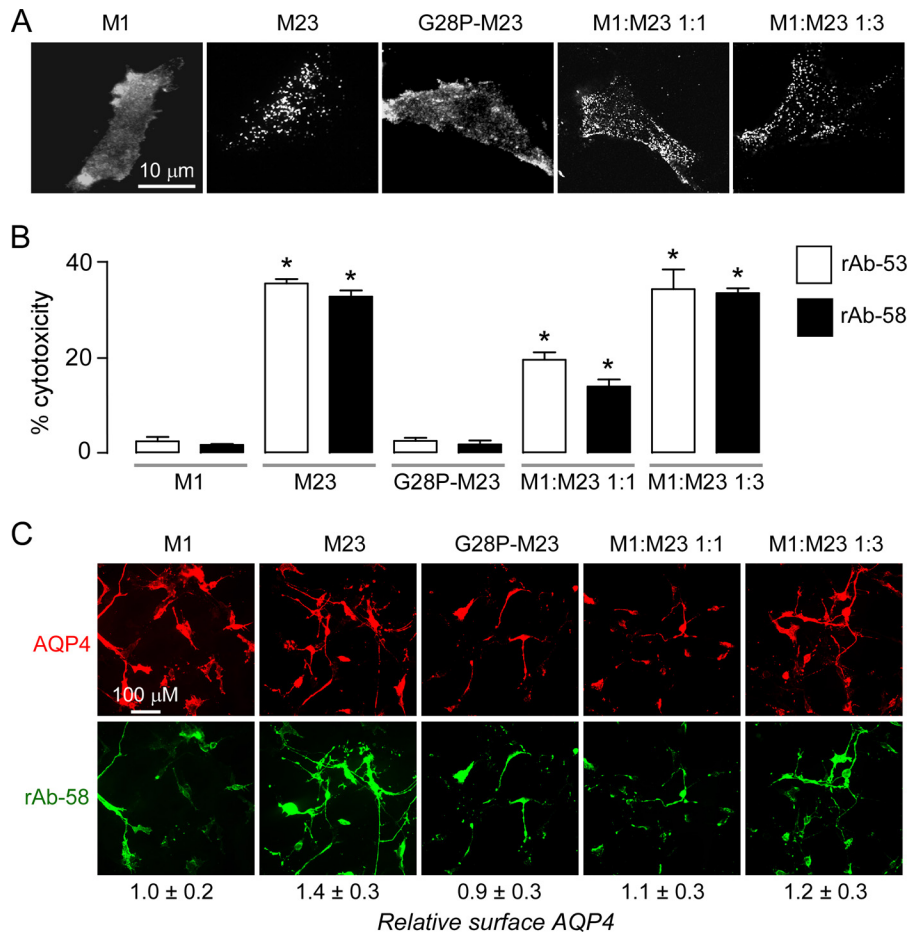 A
M1 M23 G28P-M23 M1:M23 1:1 M1:M23 1:3
10 μm
B
% cytotoxicity
40
20
0
* * * * * *
rAb-53
rAb-58
M1 M23 G28P-M23 M1:M23 1:1 M1:M23 1:3
C
M1 M23 G28P-M23 M1:M23 1:1 M1:M23 1:3
AQP4
100 μM
rAb-58
1.0 ± 0.2 1.4 ± 0.3 0.9 ± 0.3 1.1 ± 0.3 1.2 ± 0.3
Relative surface AQP4